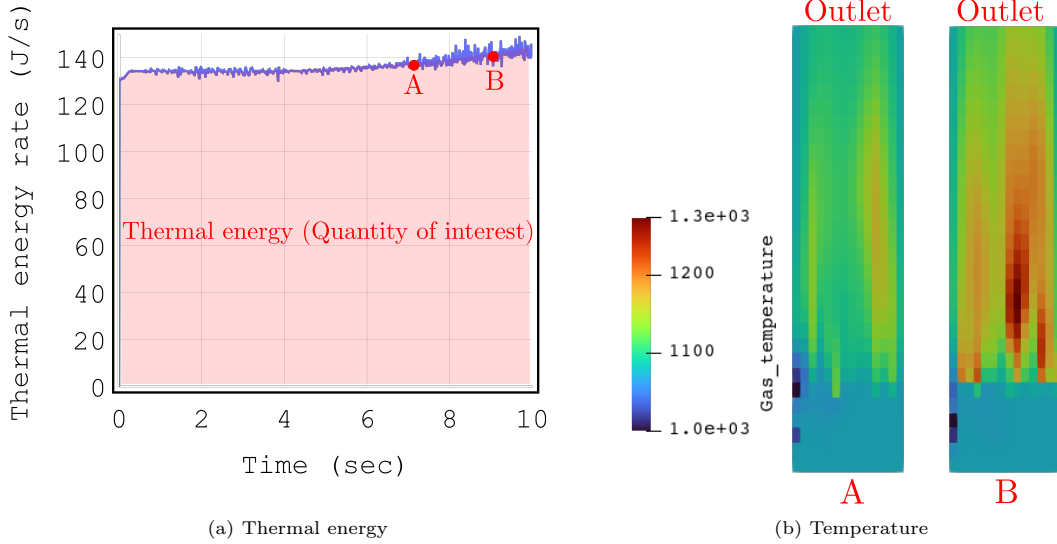 Thermal energy rate (J/s)
140
120
100
80
60
40
20
0
A
B
Thermal energy (Quantity of interest)
0 2 4 6 8 10
Time (sec)
(a) Thermal energy
Outlet Outlet
1.3e+03
1200
1100
1.0e+03
Gas_temperature
A B
(b) Temperature